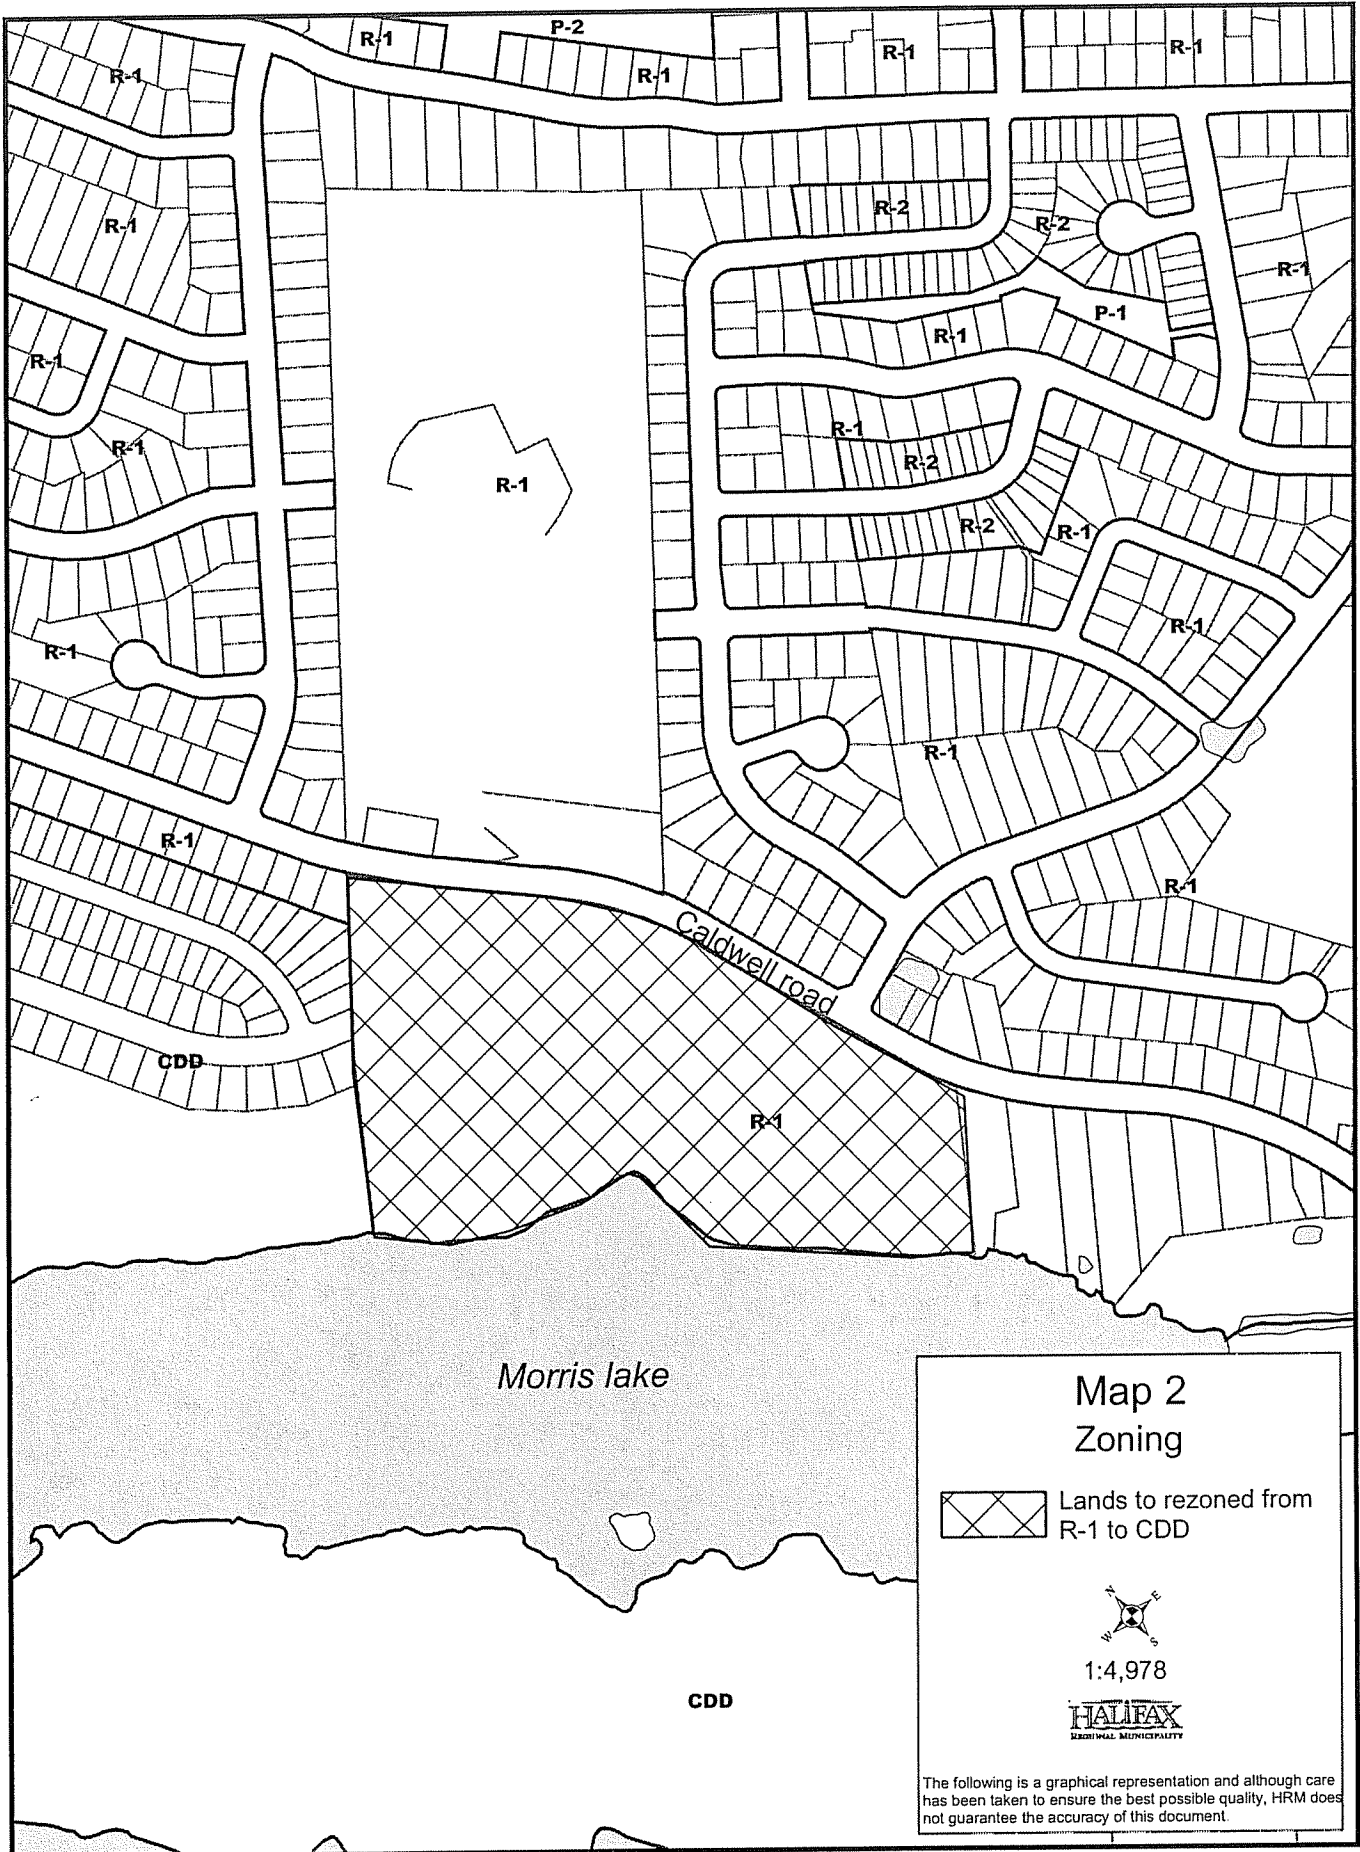 R-1
P-2
R-1
R-1
R-1
R-1
R-2
R-2
R-1
R-1
P-1
R-1
R-1
R-1
R-1
R-2
R-1
R-2
R-1
R-1
R-1
R-1
R-1
R-1
Caldwell road
CDD
R-1
Morris lake
Map 2
Zoning
Lands to rezoned from
R-1 to CDD
N E
W S
1:4,978
CDD
HALIFAX
REGIONAL MUNICIPALITY
The following is a graphical representation and although care
has been taken to ensure the best possible quality, HRM does
not guarantee the accuracy of this document.